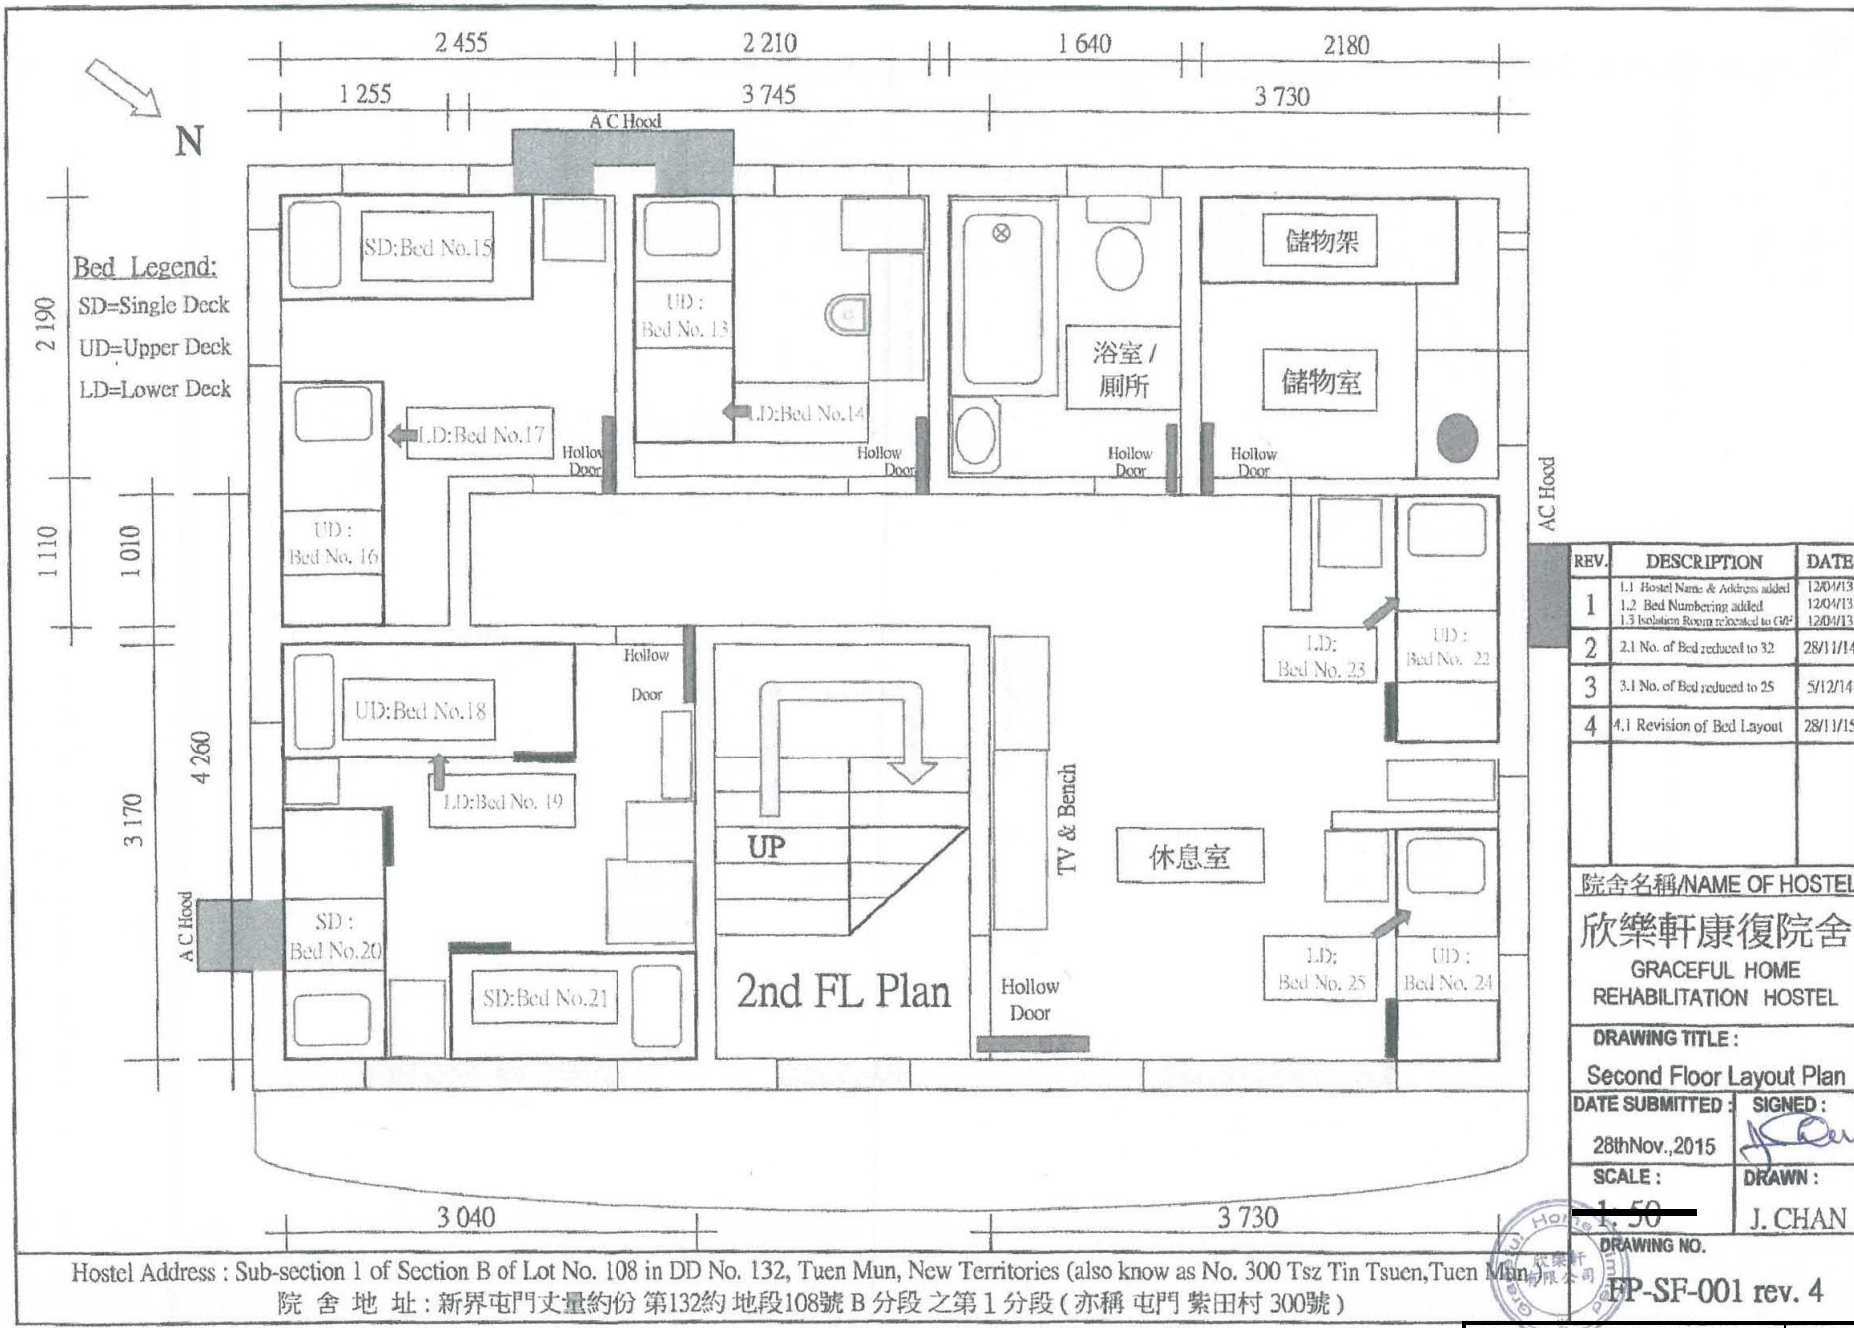 2 455
2 210
1 640
2180
1 255
3 745
3 730
A C Hood
N
Bed Legend:
SD=Single Deck
UD=Upper Deck
LD=Lower Deck
2 190
1 110
1 010
4 260
3 170
SD:Bed No.15
UD :
Bed No. 13
LD:Bed No.14
LD:Bed No.17
Hollow
Door
Hollow
Door
UD :
Bed No. 16
浴室 /
厠所
Hollow
Door
儲物架
儲物室
Hollow
Door
AC Hood
LD:
Bed No. 23
UD :
Bed No. 22
Hollow
Door
UD:Bed No.18
LD:Bed No. 19
A C Hood
SD :
Bed No.20
SD:Bed No.21
UP
2nd FL Plan
TV & Bench
休息室
Hollow
Door
LD:
Bed No. 25
UD :
Bed No. 24
3 040
3 730
REV. DESCRIPTION DATE
1 1.1 Hostel Name & Address added 12/04/13
1.2 Bed Numbering added 12/04/13
1.3 Isolation Room relocated to G/F 12/04/13
2 2.1 No. of Bed reduced to 32 28/11/14
3 3.1 No. of Bed reduced to 25 5/12/14
4 4.1 Revision of Bed Layout 28/11/15
院舍名稱/NAME OF HOSTEL
欣樂軒康復院舍
GRACEFUL HOME
REHABILITATION HOSTEL
DRAWING TITLE :
Second Floor Layout Plan
DATE SUBMITTED : SIGNED :
28thNov.,2015
SCALE : DRAWN :
1: 50 J. CHAN
DRAWING NO.
FP-SF-001 rev. 4
欣樂軒
有限公司
Hostel Address : Sub-section 1 of Section B of Lot No. 108 in DD No. 132, Tuen Mun, New Territories (also know as No. 300 Tsz Tin Tsuen,Tuen Mun )
院 舍 地 址 : 新界屯門丈量約份 第132約 地段108號 B 分段 之第 1 分段 ( 亦稱 屯門 紫田村 300號 )